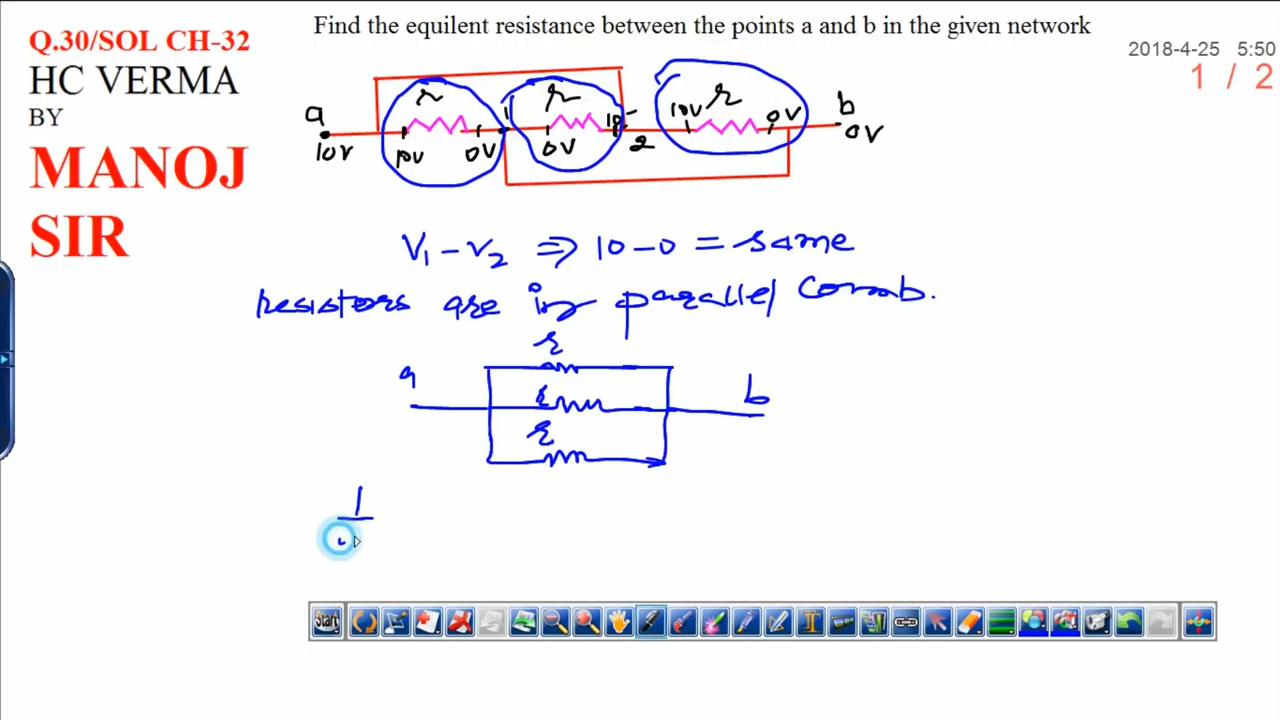 Find the equilent resistance between the points a and b in the given network
Q.30/SOL CH-32
HC VERMA
BY
MANOJ
SIR
2018-4-25 5:50
1 / 2
r r r
a 1 2 b
10V 10V 0V 0V 10V 0V 0V
V1 - V2 ⇒ 10 - 0 = same
resistors are in parallel comb.
r
a r b
r
1
Start